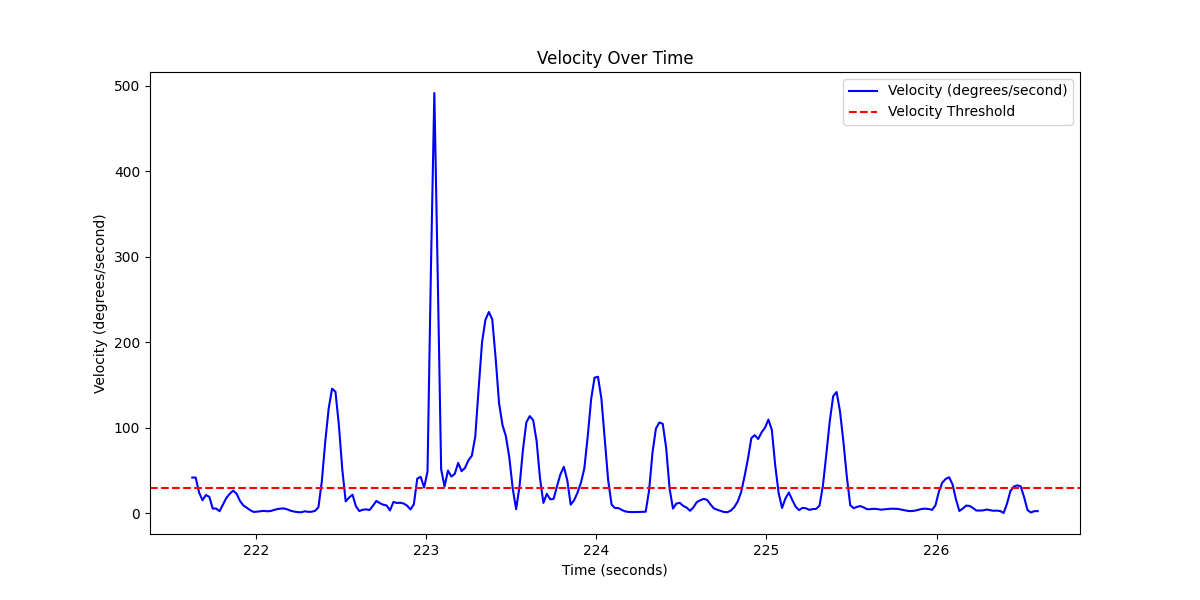 Velocity Over Time
Velocity (degrees/second)
Velocity Threshold
500
400
300
200
100
0
Velocity (degrees/second)
222
223
224
225
226
Time (seconds)